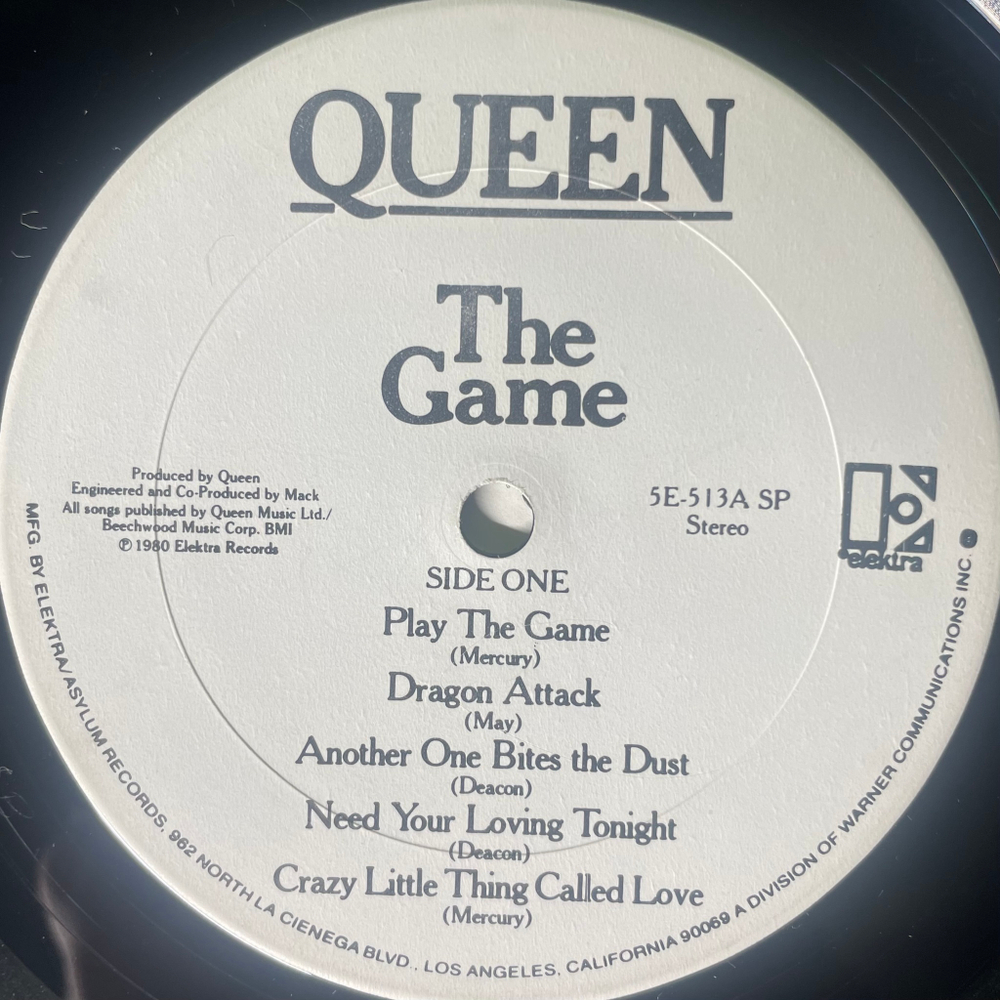 QUEEN
The
Game
Produced by Queen
Engineered and Co-Produced by Mack
All songs published by Queen Music Ltd./
Beechwood Music Corp. BMI
℗ 1980 Elektra Records
5E-513A SP
Stereo
elektra
SIDE ONE
Play The Game
(Mercury)
Dragon Attack
(May)
Another One Bites the Dust
(Deacon)
Need Your Loving Tonight
(Deacon)
Crazy Little Thing Called Love
(Mercury)
MFG. BY ELEKTRA/ASYLUM RECORDS, 962 NORTH LA CIENEGA BLVD., LOS ANGELES, CALIFORNIA 90069 A DIVISION OF WARNER COMMUNICATIONS INC.